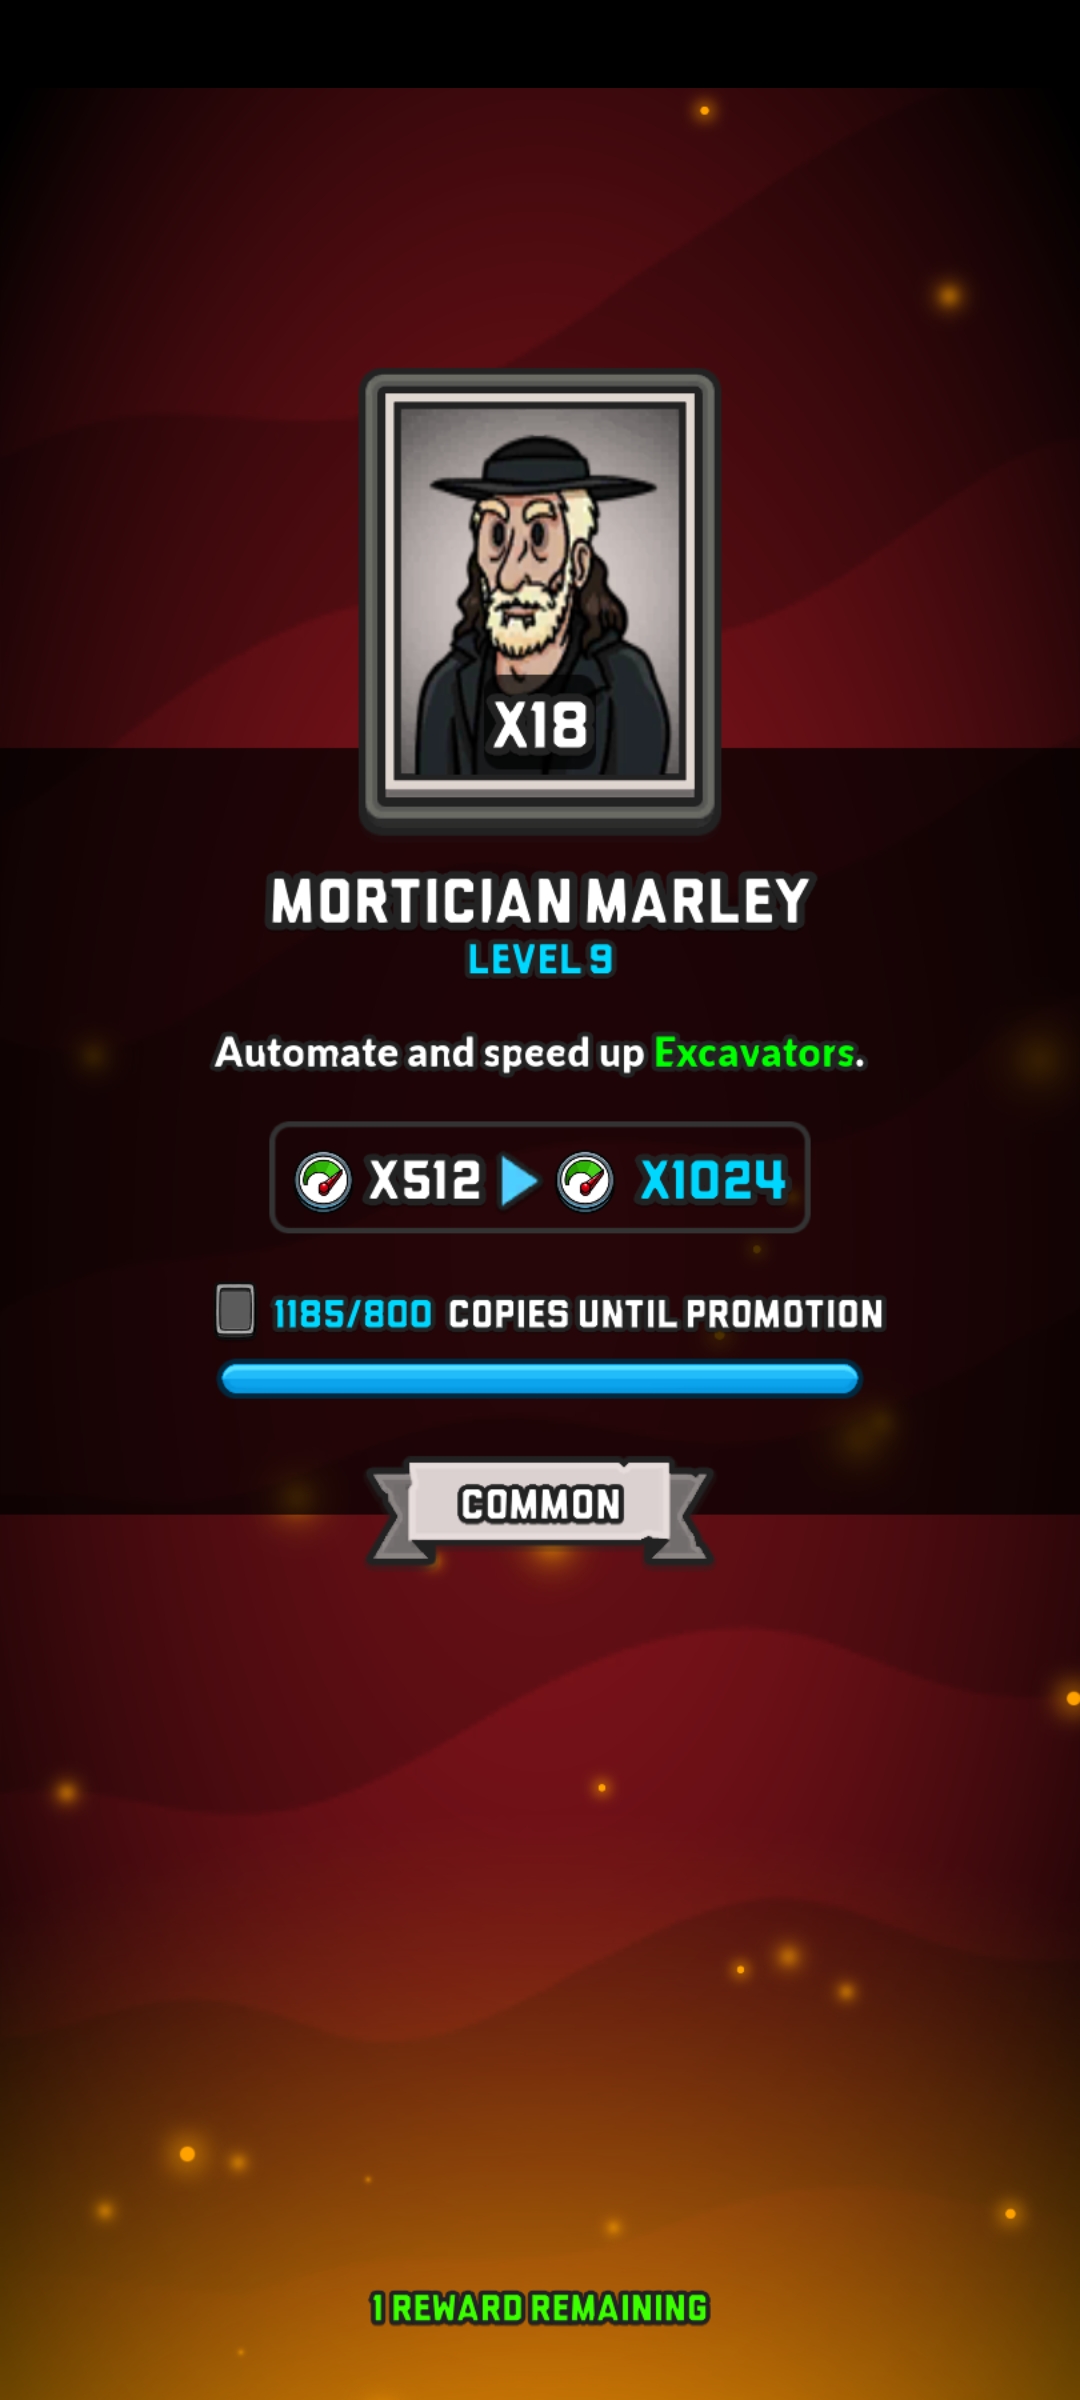 X18
MORTICIAN MARLEY
LEVEL 9
Automate and speed up Excavators.
X512 X1024
1185/800 COPIES UNTIL PROMOTION
COMMON
1 REWARD REMAINING